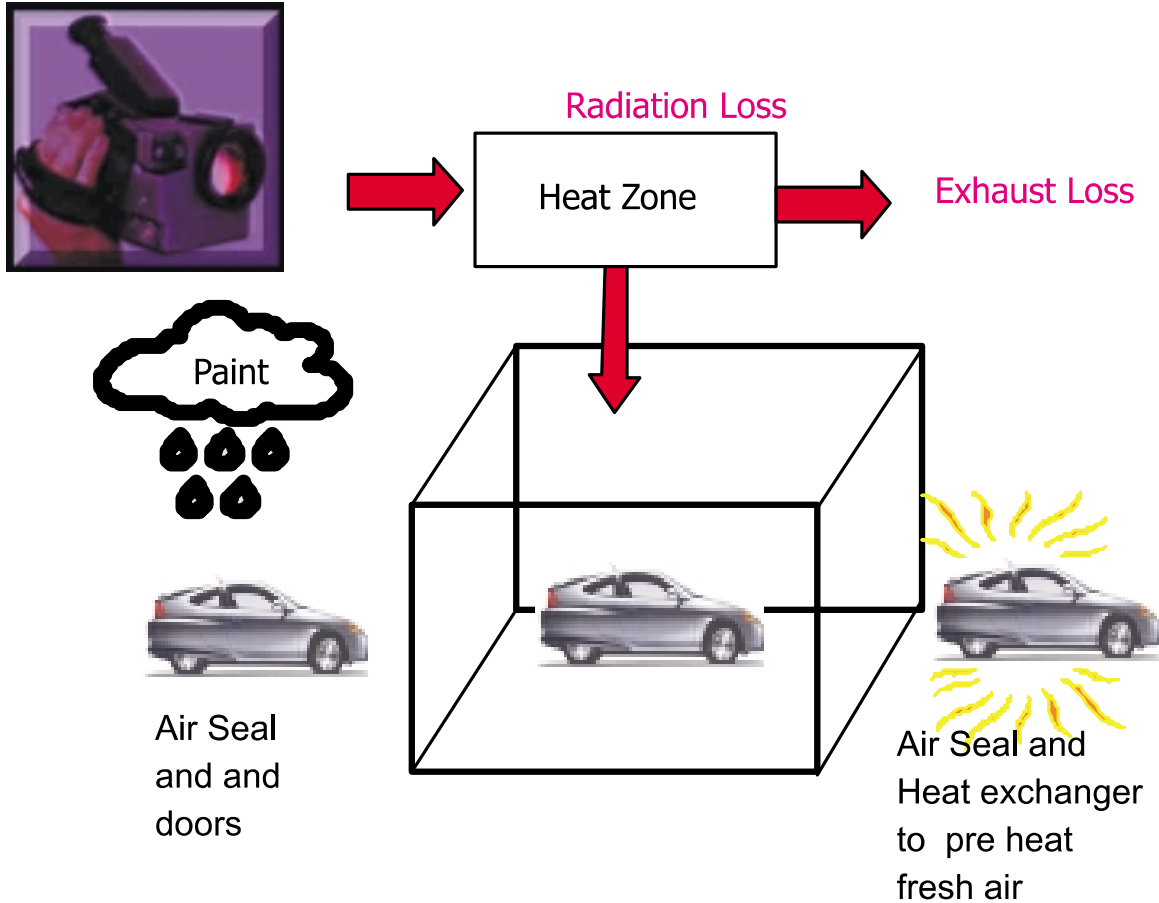 Radiation Loss
Heat Zone
Exhaust Loss
Paint
Air Seal
and and
doors
Air Seal and
Heat exchanger
to pre heat
fresh air